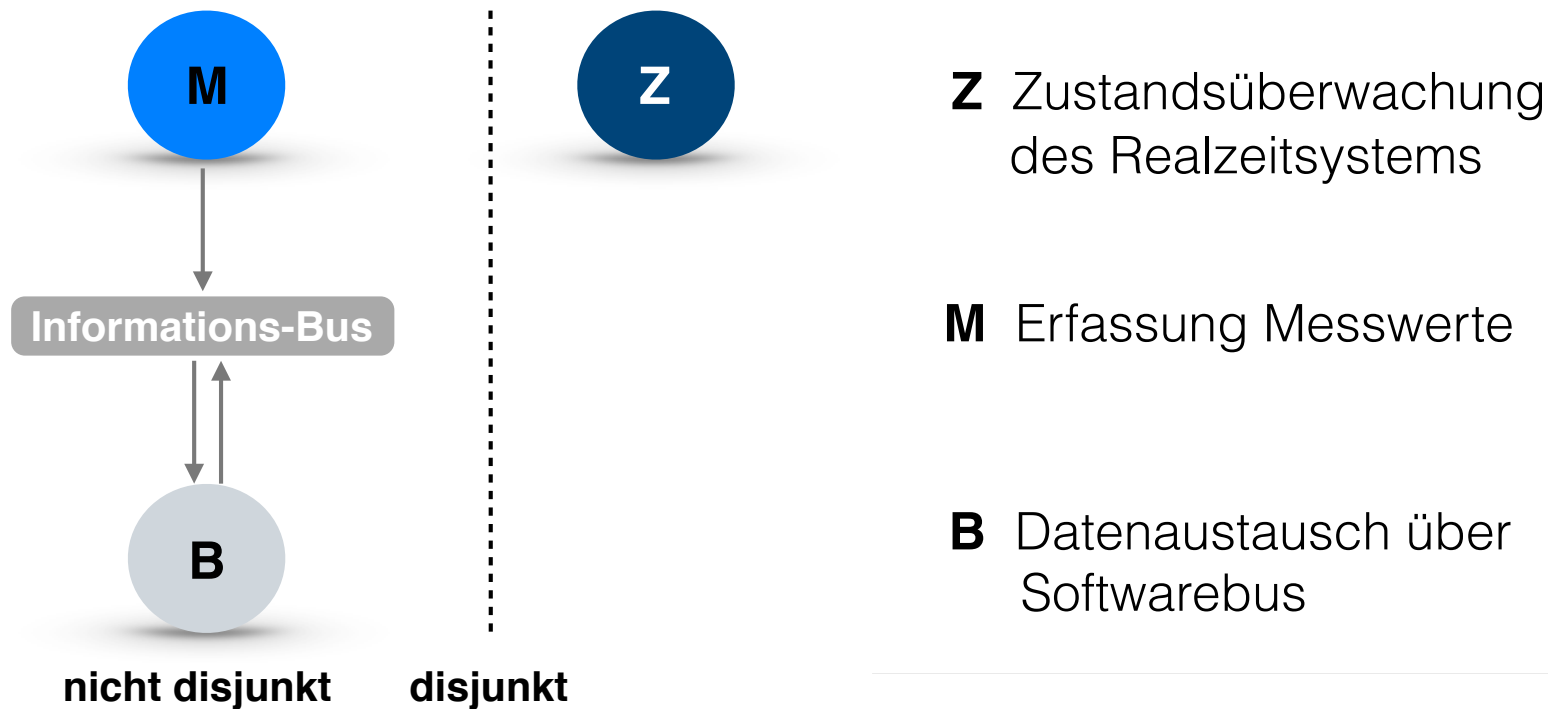 M
Z
Informations-Bus
B
nicht disjunkt
disjunkt
Z Zustandsüberwachung
des Realzeitsystems
M Erfassung Messwerte
B Datenaustausch über
Softwarebus